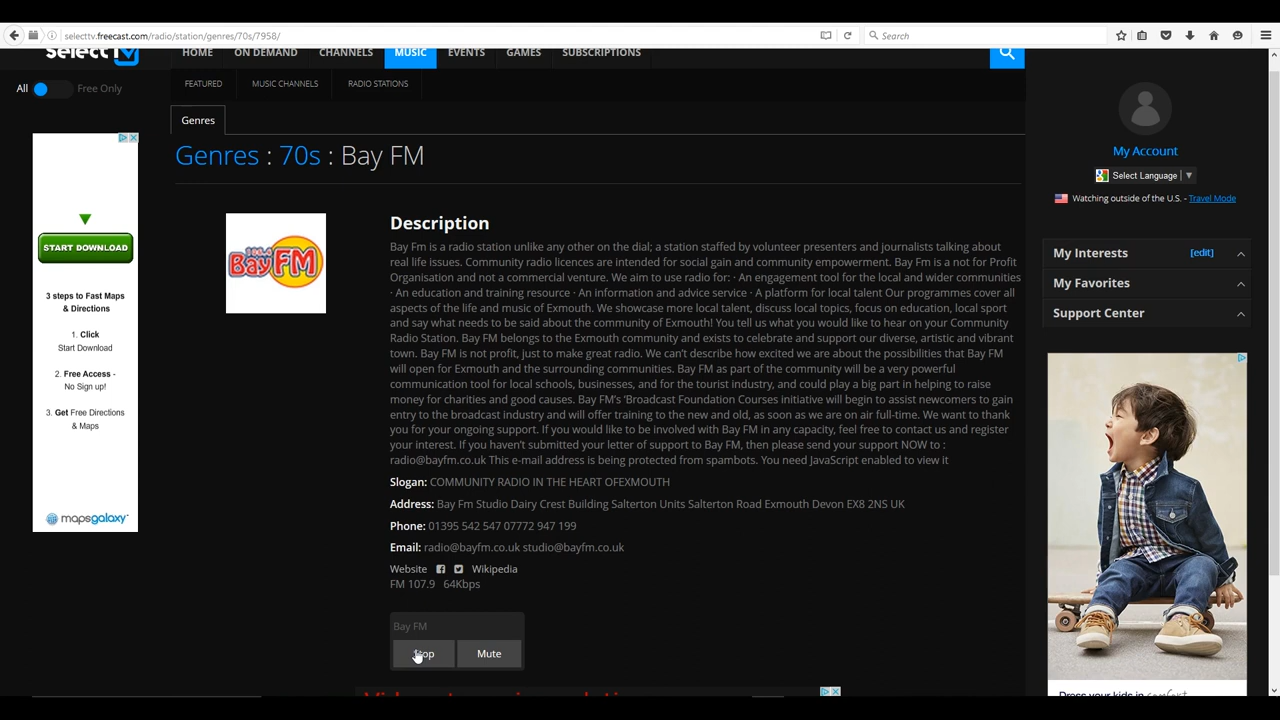 selecttv.freecast.com/radio/station/genres/70s/7958/
Search
SelectTV
HOME ON DEMAND CHANNELS MUSIC EVENTS GAMES SUBSCRIPTIONS
All Free Only
FEATURED MUSIC CHANNELS RADIO STATIONS
Genres
Genres : 70s : Bay FM
My Account
Select Language
Watching outside of the U.S. - Travel Mode
My Interests [edit]
My Favorites
Support Center
START DOWNLOAD
3 steps to Fast Maps
& Directions
1. Click
Start Download
2. Free Access -
No Sign up!
3. Get Free Directions
& Maps
mapsgalaxy
BayFM
Description
Bay Fm is a radio station unlike any other on the dial; a station staffed by volunteer presenters and journalists talking about
real life issues. Community radio licences are intended for social gain and community empowerment. Bay Fm is a not for Profit
Organisation and not a commercial venture. We aim to use radio for: · An engagement tool for the local and wider communities
· An education and training resource · An information and advice service · A platform for local talent Our programmes cover all
aspects of the life and music of Exmouth. We showcase more local talent, discuss local topics, focus on education, local sport
and say what needs to be said about the community of Exmouth! You tell us what you would like to hear on your Community
Radio Station. Bay FM belongs to the Exmouth community and exists to celebrate and support our diverse, artistic and vibrant
town. Bay FM is not profit, just to make great radio. We can't describe how excited we are about the possibilities that Bay FM
will open for Exmouth and the surrounding communities. Bay FM as part of the community will be a very powerful
communication tool for local schools, businesses, and for the tourist industry, and could play a big part in helping to raise
money for charities and good causes. Bay FM's 'Broadcast Foundation Courses initiative will begin to assist newcomers to gain
entry to the broadcast industry and will offer training to the new and old, as soon as we are on air full-time. We want to thank
you for your ongoing support. If you would like to be involved with Bay FM in any capacity, feel free to contact us and register
your interest. If you haven't submitted your letter of support to Bay FM, then please send your support NOW to :
radio@bayfm.co.uk This e-mail address is being protected from spambots. You need JavaScript enabled to view it
Slogan: COMMUNITY RADIO IN THE HEART OFEXMOUTH
Address: Bay Fm Studio Dairy Crest Building Salterton Units Salterton Road Exmouth Devon EX8 2NS UK
Phone: 01395 542 547 07772 947 199
Email: radio@bayfm.co.uk studio@bayfm.co.uk
Website Wikipedia
FM 107.9 64Kbps
Bay FM
Stop Mute
Dress your kids in comfort